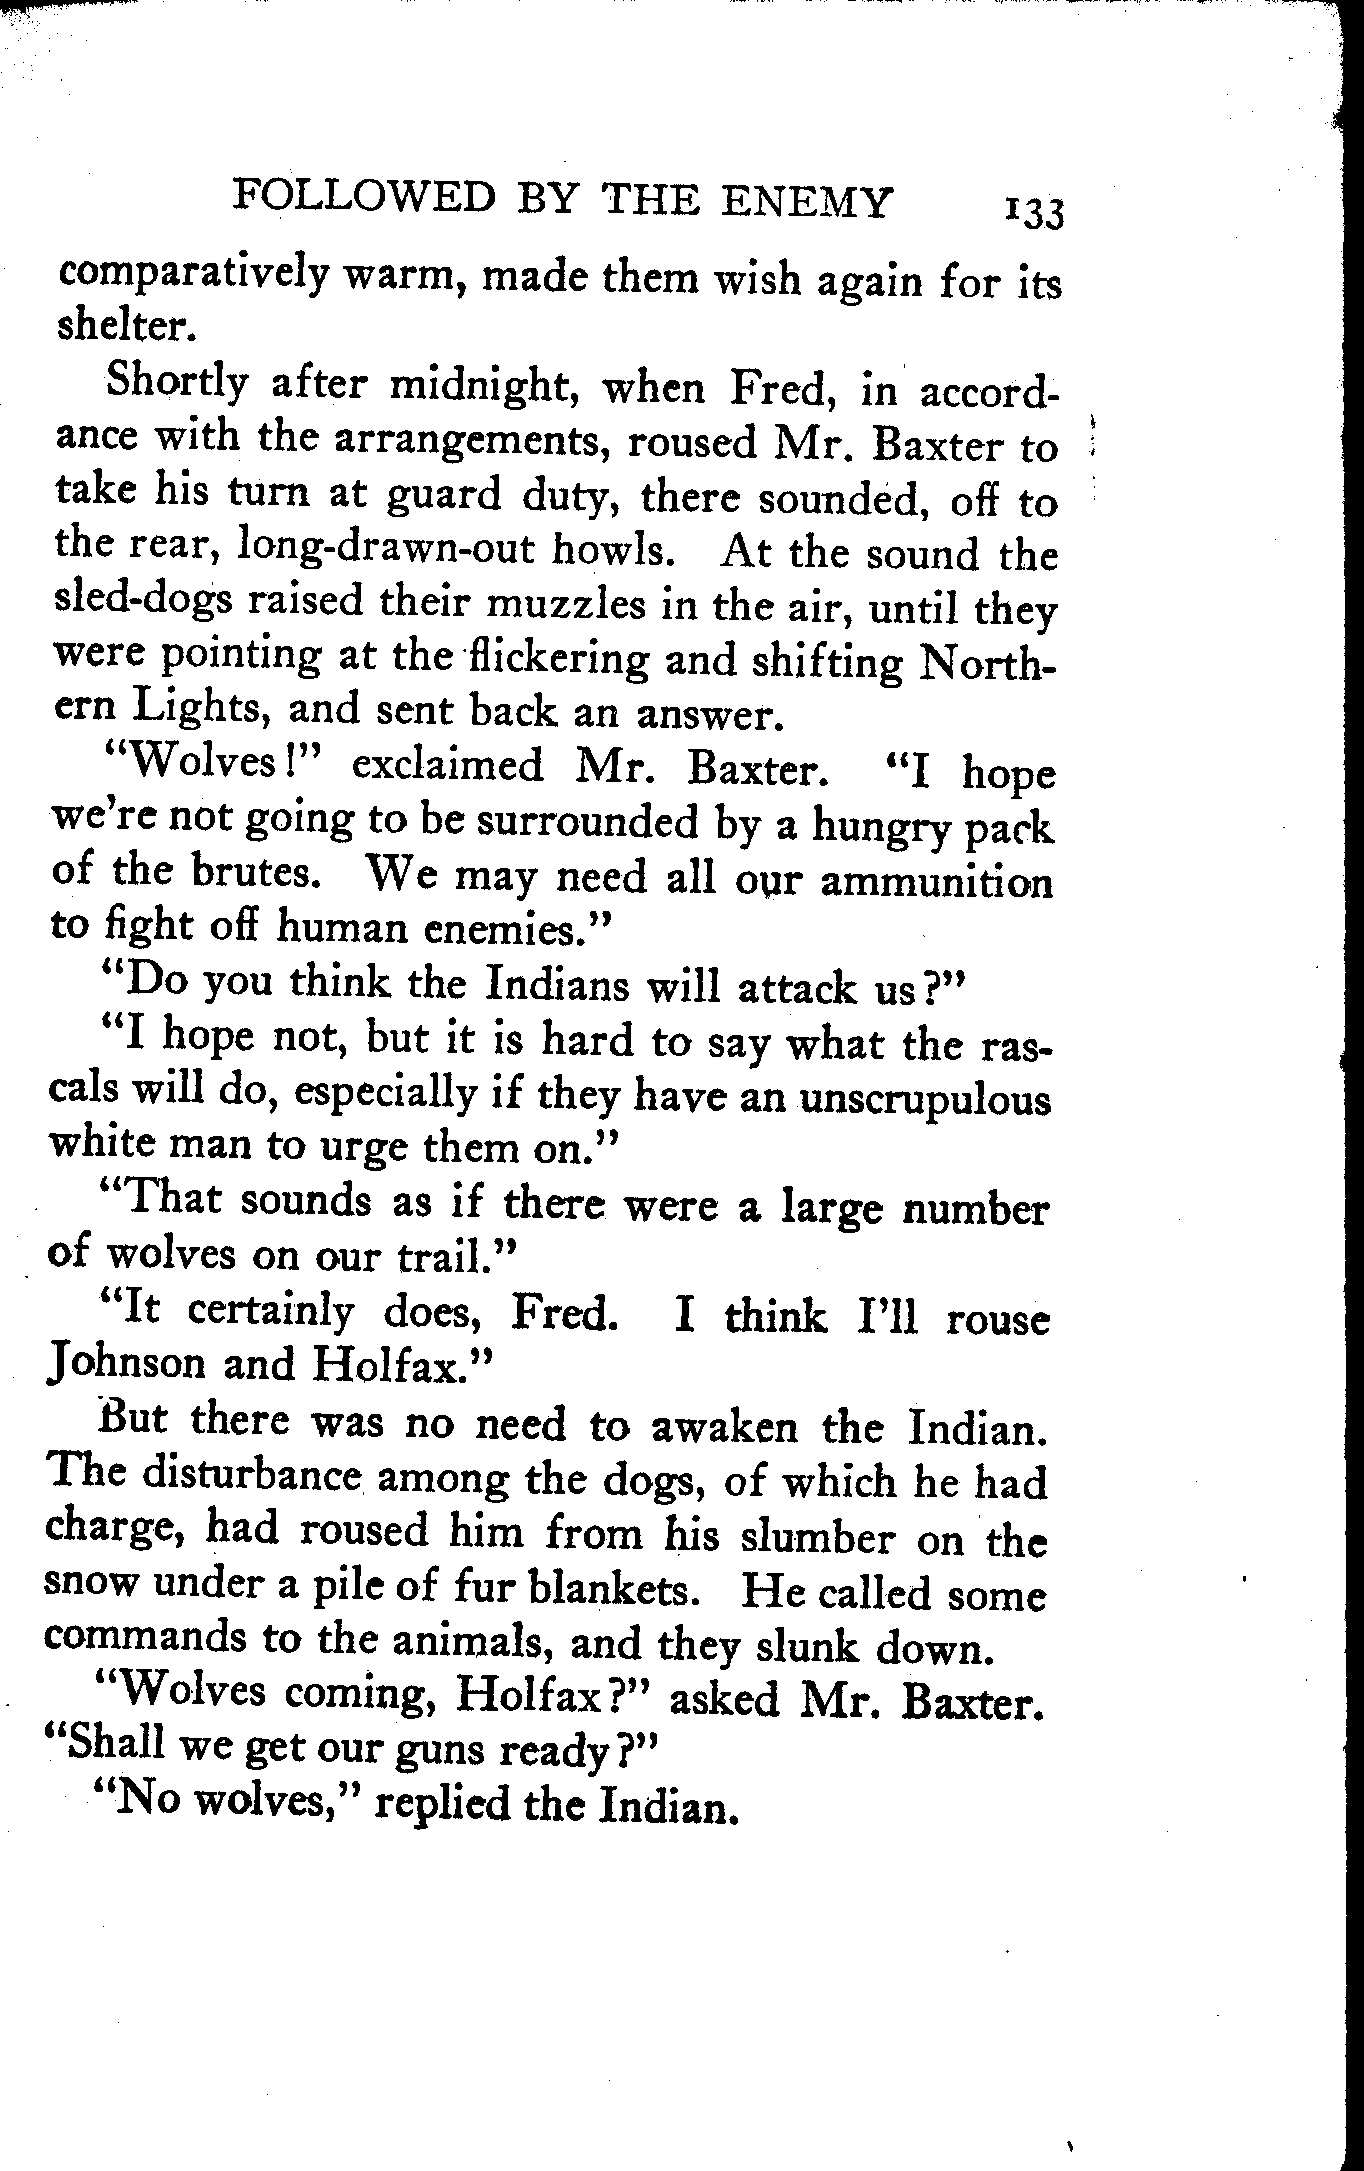 FOLLOWED BY THE ENEMY 133
comparatively warm, made them wish again for its
shelter.
Shortly after midnight, when Fred, in accord-
ance with the arrangements, roused Mr. Baxter to
take his turn at guard duty, there sounded, off to
the rear, long-drawn-out howls. At the sound the
sled-dogs raised their muzzles in the air, until they
were pointing at the flickering and shifting North-
ern Lights, and sent back an answer.
"Wolves!" exclaimed Mr. Baxter. "I hope
we're not going to be surrounded by a hungry pack
of the brutes. We may need all our ammunition
to fight off human enemies."
"Do you think the Indians will attack us?"
"I hope not, but it is hard to say what the ras-
cals will do, especially if they have an unscrupulous
white man to urge them on."
"That sounds as if there were a large number
of wolves on our trail."
"It certainly does, Fred. I think I'll rouse
Johnson and Holfax."
But there was no need to awaken the Indian.
The disturbance among the dogs, of which he had
charge, had roused him from his slumber on the
snow under a pile of fur blankets. He called some
commands to the animals, and they slunk down.
"Wolves coming, Holfax?" asked Mr. Baxter.
"Shall we get our guns ready?"
"No wolves," replied the Indian.